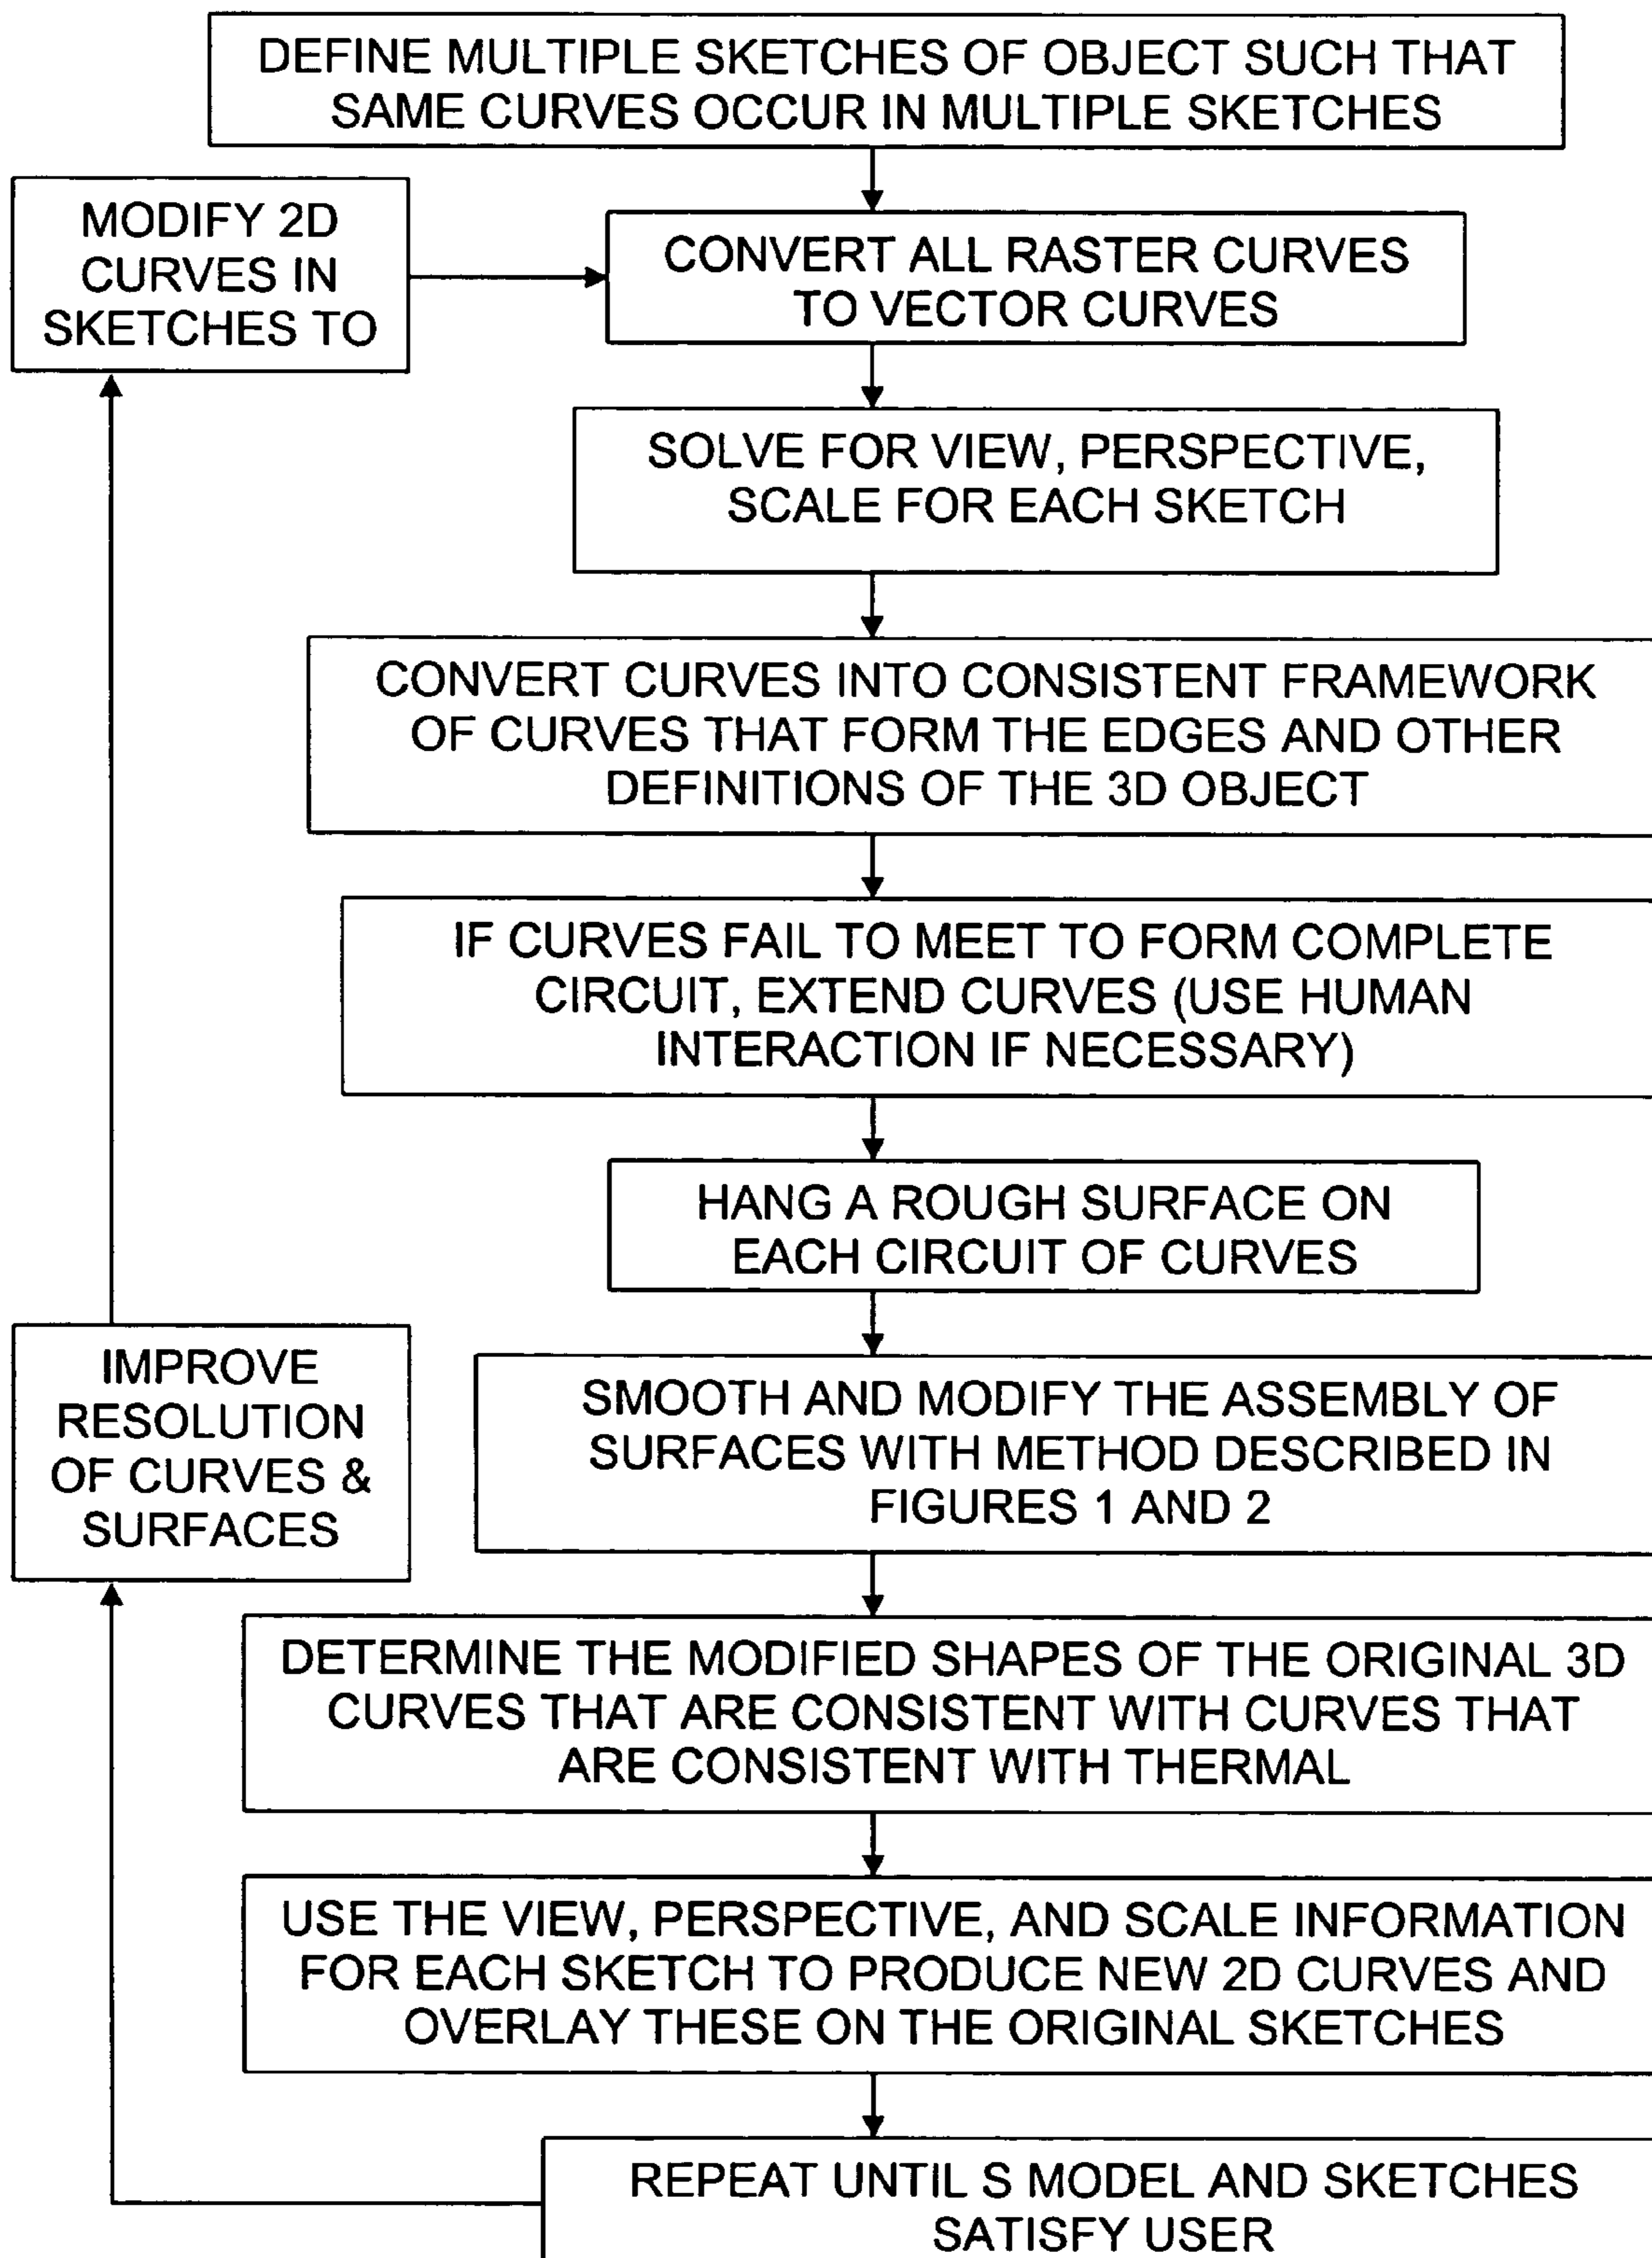 DEFINE MULTIPLE SKETCHES OF OBJECT SUCH THAT
SAME CURVES OCCUR IN MULTIPLE SKETCHES
MODIFY 2D
CURVES IN
SKETCHES TO
CONVERT ALL RASTER CURVES
TO VECTOR CURVES
SOLVE FOR VIEW, PERSPECTIVE,
SCALE FOR EACH SKETCH
CONVERT CURVES INTO CONSISTENT FRAMEWORK
OF CURVES THAT FORM THE EDGES AND OTHER
DEFINITIONS OF THE 3D OBJECT
IF CURVES FAIL TO MEET TO FORM COMPLETE
CIRCUIT, EXTEND CURVES (USE HUMAN
INTERACTION IF NECESSARY)
HANG A ROUGH SURFACE ON
EACH CIRCUIT OF CURVES
IMPROVE
RESOLUTION
OF CURVES &
SURFACES
SMOOTH AND MODIFY THE ASSEMBLY OF
SURFACES WITH METHOD DESCRIBED IN
FIGURES 1 AND 2
DETERMINE THE MODIFIED SHAPES OF THE ORIGINAL 3D
CURVES THAT ARE CONSISTENT WITH CURVES THAT
ARE CONSISTENT WITH THERMAL
USE THE VIEW, PERSPECTIVE, AND SCALE INFORMATION
FOR EACH SKETCH TO PRODUCE NEW 2D CURVES AND
OVERLAY THESE ON THE ORIGINAL SKETCHES
REPEAT UNTIL S MODEL AND SKETCHES
SATISFY USER